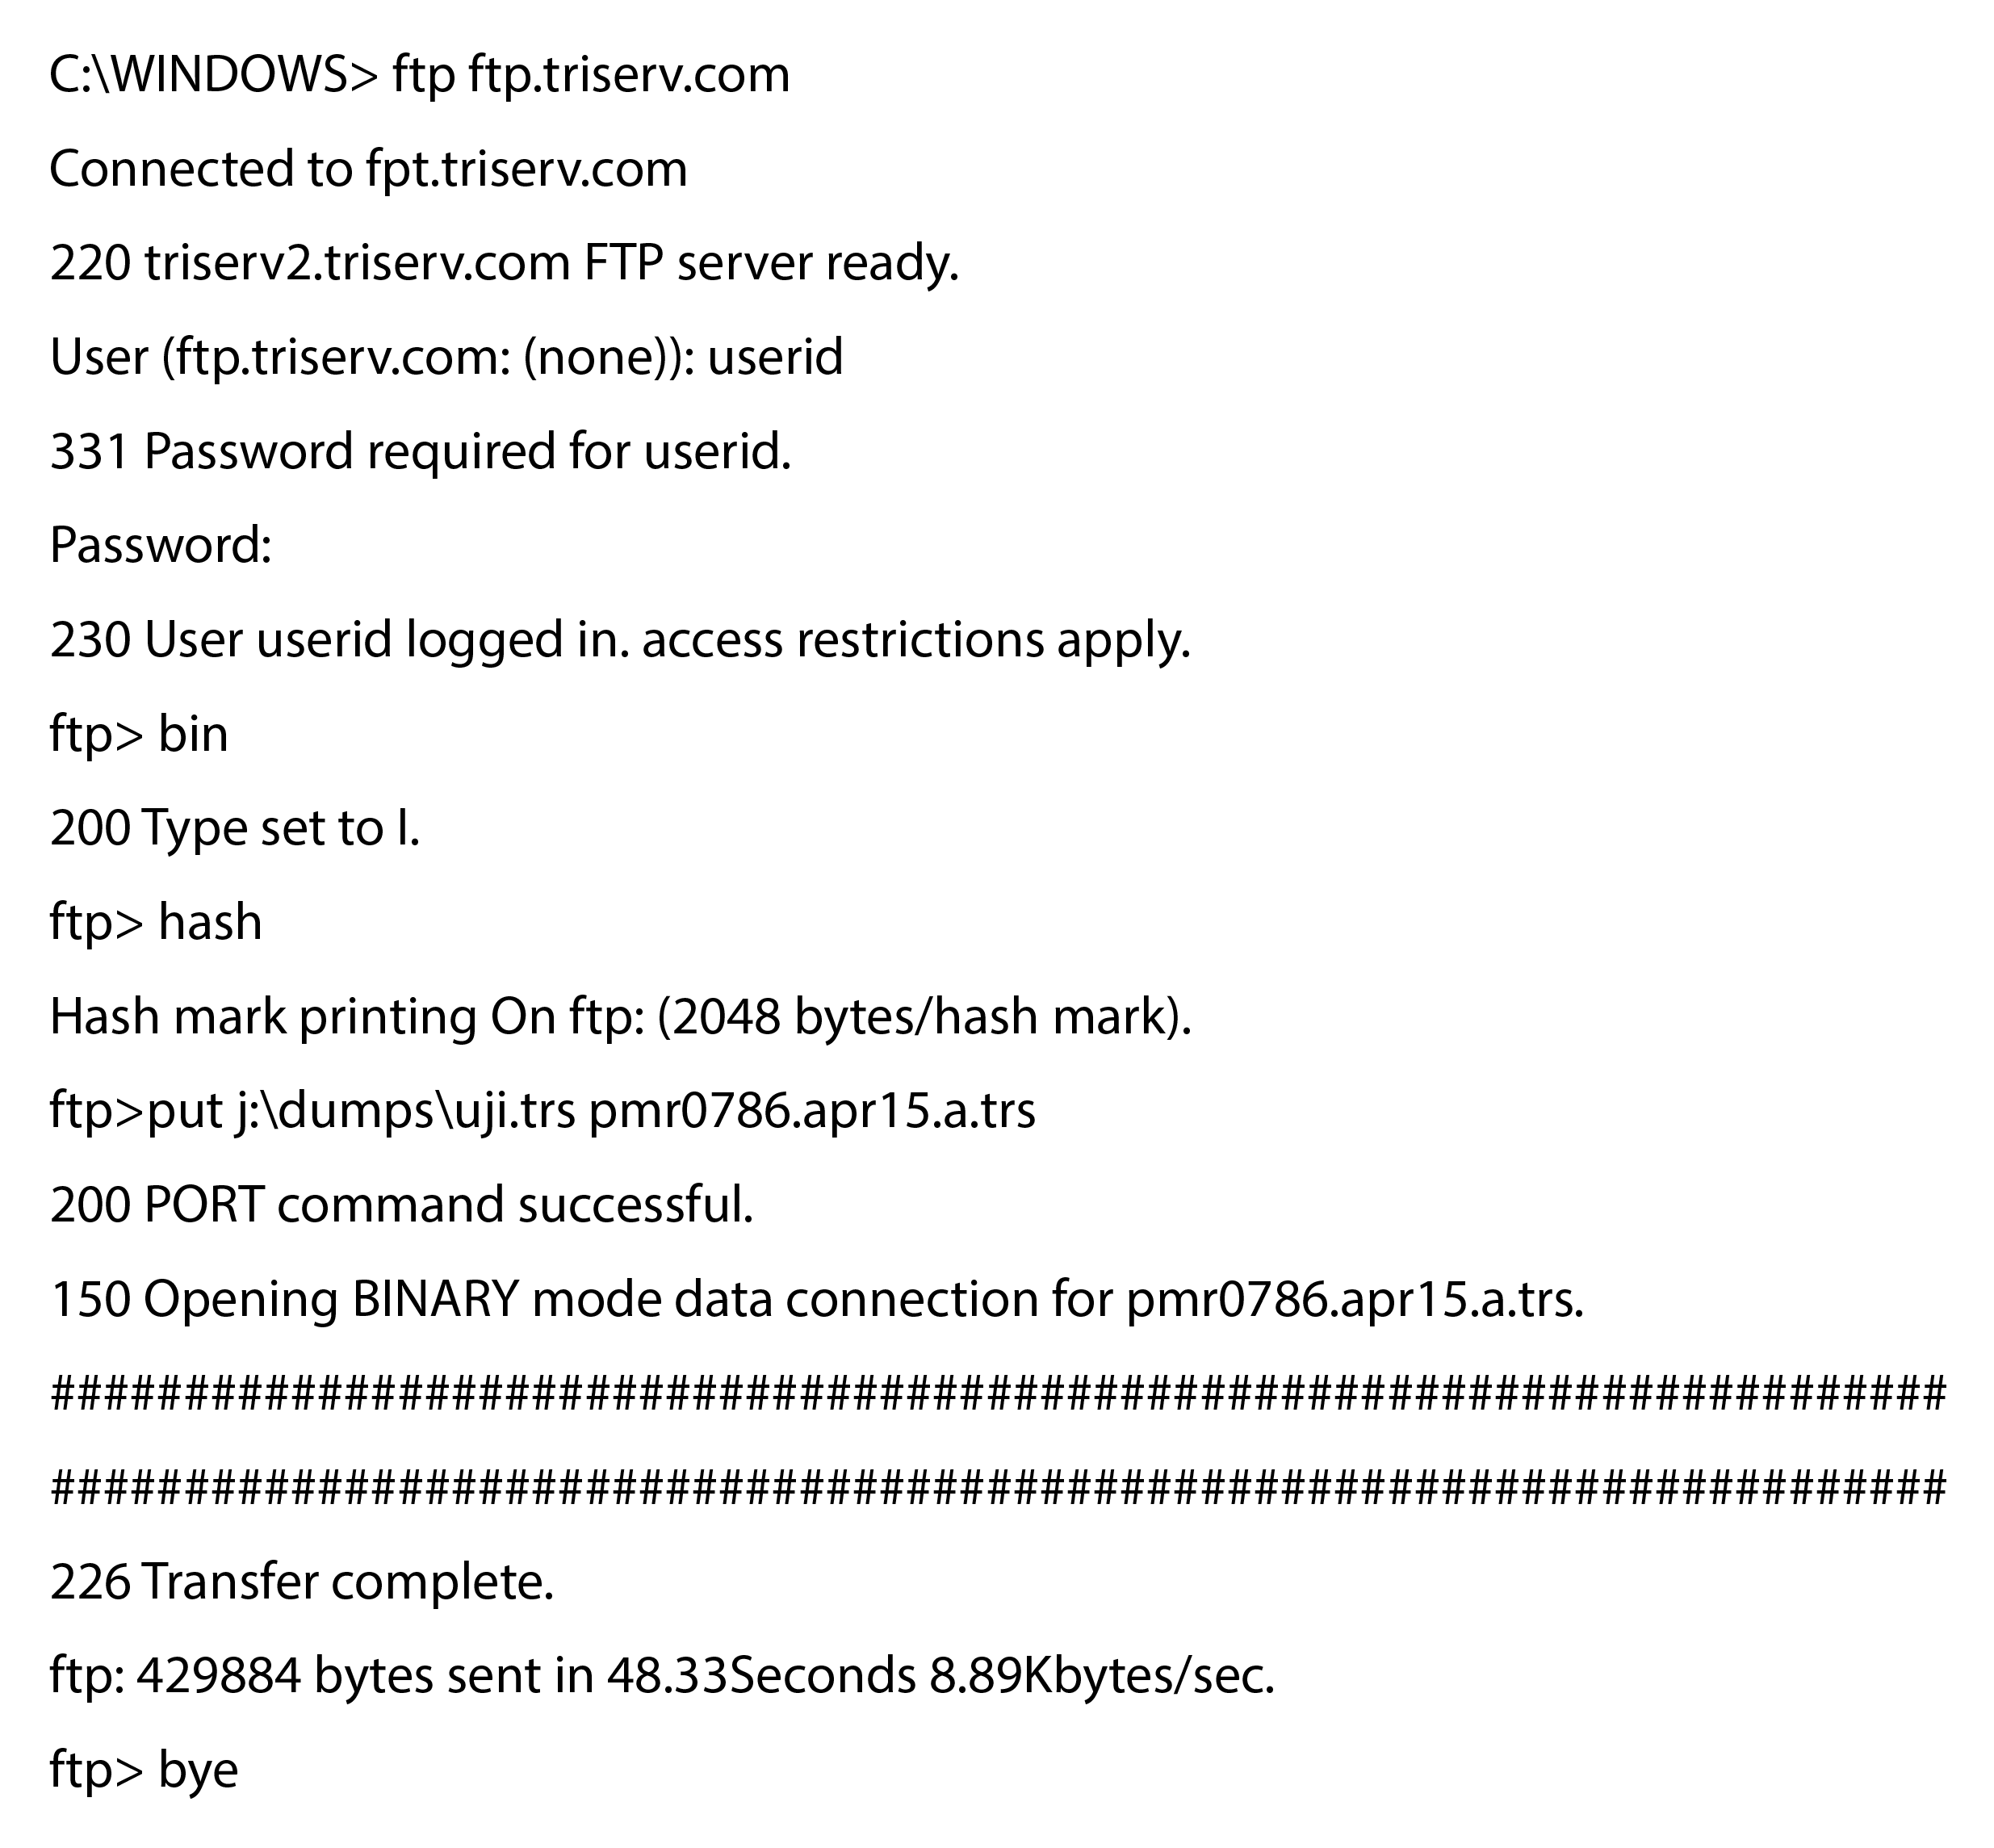 C:\WINDOWS> ftp ftp.triserv.com
Connected to fpt.triserv.com
220 triserv2.triserv.com FTP server ready.
User (ftp.triserv.com: (none)): userid
331 Password required for userid.
Password:
230 User userid logged in. access restrictions apply.
ftp> bin
200 Type set to I.
ftp> hash
Hash mark printing On ftp: (2048 bytes/hash mark).
ftp>put j:\dumps\uji.trs pmr0786.apr15.a.trs
200 PORT command successful.
150 Opening BINARY mode data connection for pmr0786.apr15.a.trs.
#######################################################################
#######################################################################
226 Transfer complete.
ftp: 429884 bytes sent in 48.33Seconds 8.89Kbytes/sec.
ftp> bye